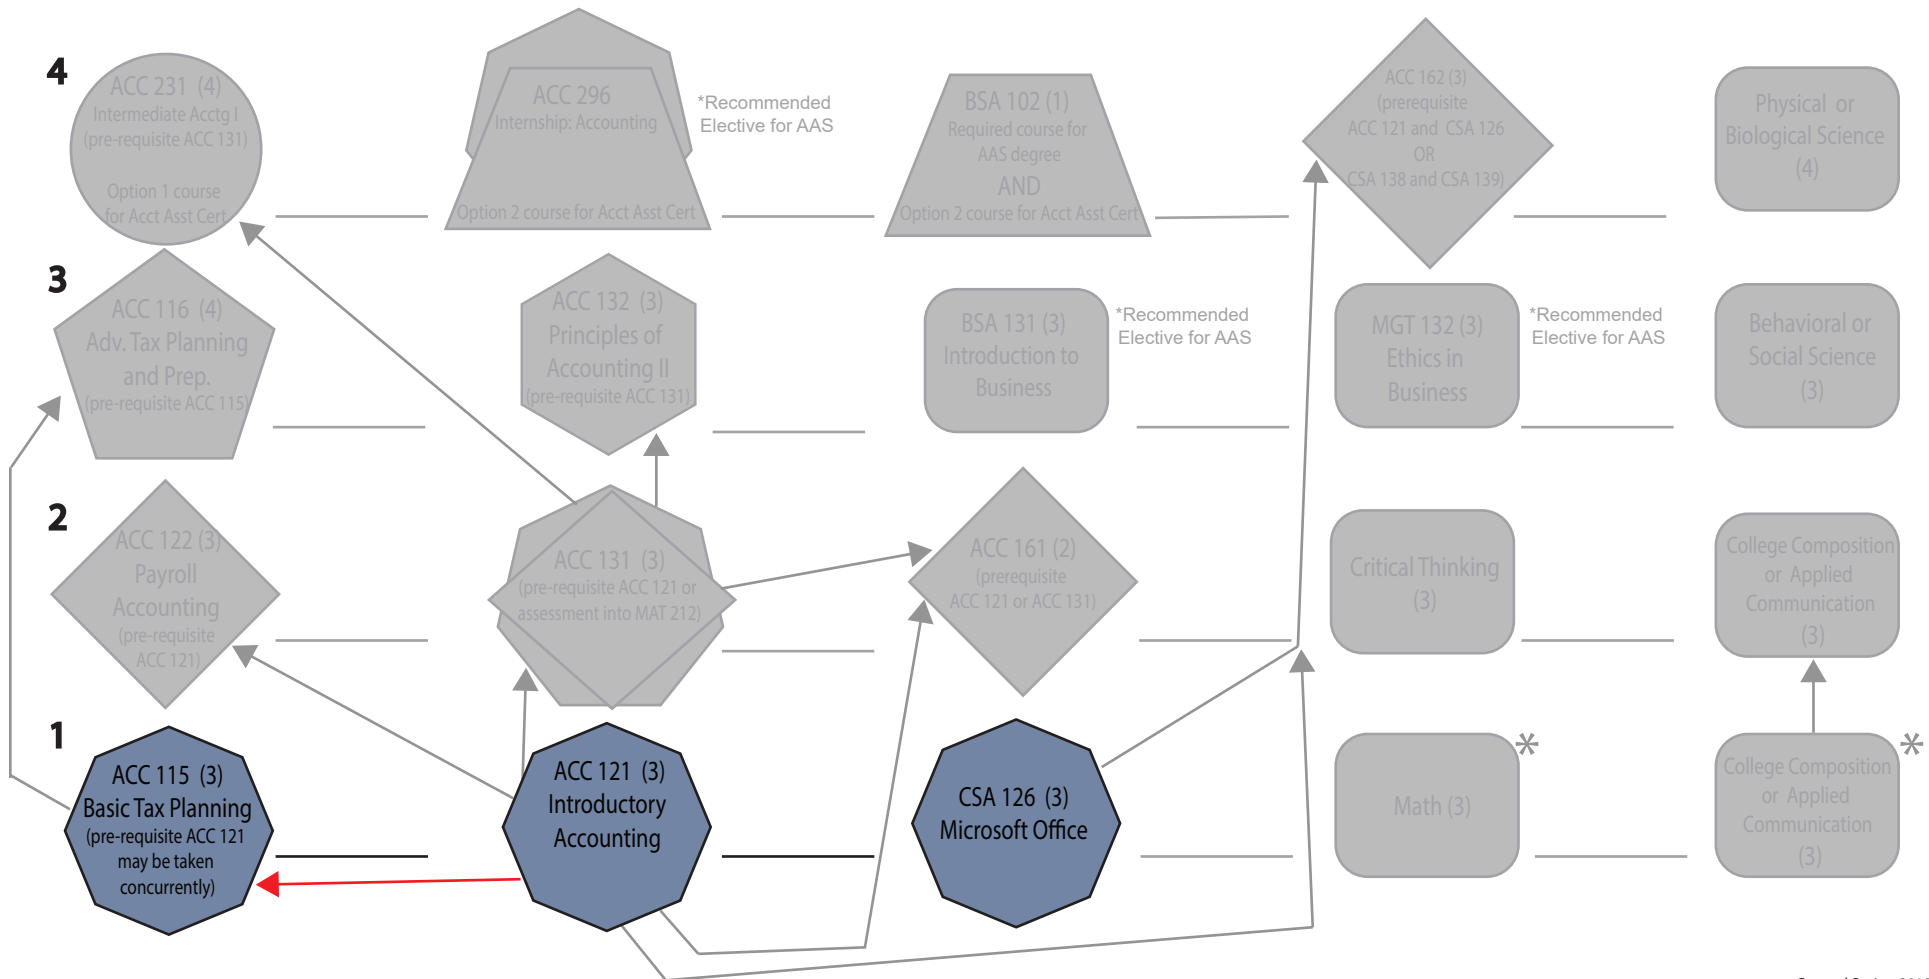 4
ACC 231 (4)
Intermediate Acctg I
(pre-requisite ACC 131)
Option 1 course
for Acct Asst Cert
ACC 296
Internship: Accounting
Option 2 course for Acct Asst Cert
*Recommended
Elective for AAS
BSA 102 (1)
Required course for
AAS degree
AND
Option 2 course for Acct Asst Cert
ACC 162 (3)
(prerequisite
ACC 121 and CSA 126
OR
CSA 138 and CSA 139)
Physical or
Biological Science
(4)
3
ACC 116 (4)
Adv. Tax Planning
and Prep.
(pre-requisite ACC 115)
ACC 132 (3)
Principles of
Accounting II
(pre-requisite ACC 131)
BSA 131 (3)
Introduction to
Business
*Recommended
Elective for AAS
MGT 132 (3)
Ethics in
Business
*Recommended
Elective for AAS
Behavioral or
Social Science
(3)
2
ACC 122 (3)
Payroll
Accounting
(pre-requisite
ACC 121)
ACC 131 (3)
(pre-requisite ACC 121 or
assessment into MAT 212)
ACC 161 (2)
(prerequisite
ACC 121 or ACC 131)
Critical Thinking
(3)
College Composition
or Applied
Communication
(3)
1
ACC 115 (3)
Basic Tax Planning
(pre-requisite ACC 121
may be taken
concurrently)
ACC 121 (3)
Introductory
Accounting
CSA 126 (3)
Microsoft Office
Math (3)
*
College Composition
or Applied
Communication
(3)
*